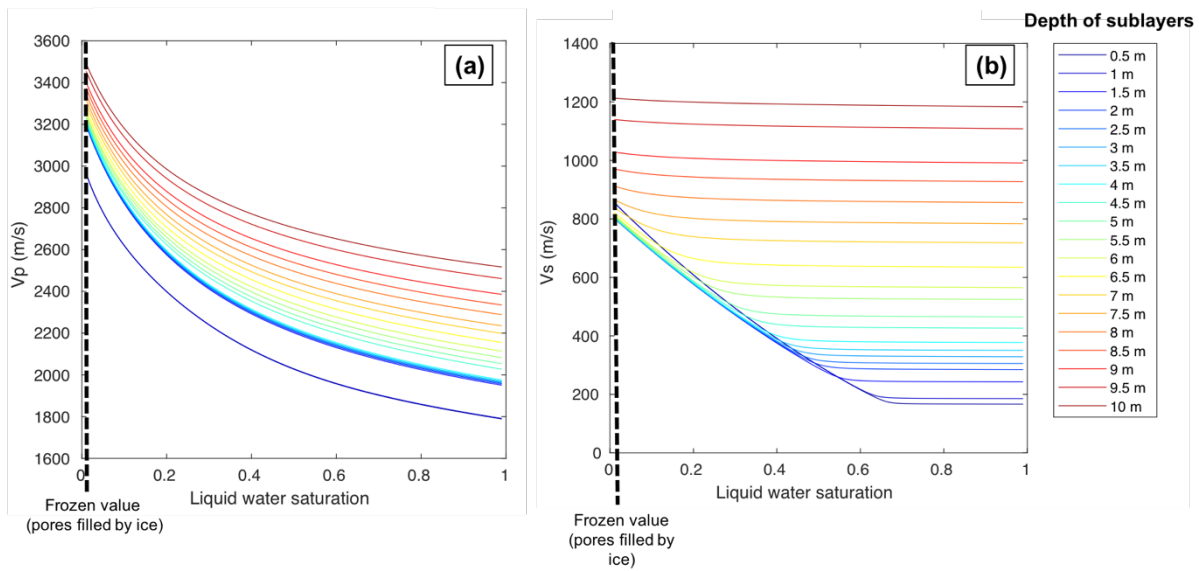 (a)
3600
3400
3200
3000
2800
2600
2400
2200
2000
1800
1600
Vp (m/s)
0
0.2
0.4
0.6
0.8
1
Liquid water saturation
Frozen value
(pores filled by ice)
(b)
1400
1200
1000
800
600
400
200
0
Vs (m/s)
0
0.2
0.4
0.6
0.8
1
Liquid water saturation
Frozen value
(pores filled by
ice)
Depth of sublayers
0.5 m
1 m
1.5 m
2 m
2.5 m
3 m
3.5 m
4 m
4.5 m
5 m
5.5 m
6 m
6.5 m
7 m
7.5 m
8 m
8.5 m
9 m
9.5 m
10 m